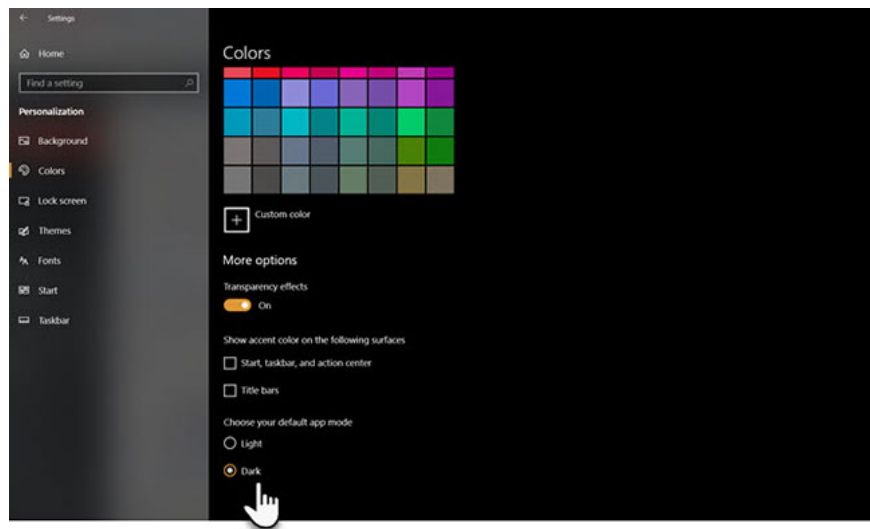 Settings
Home
Find a setting
Personalization
Background
Colors
Lock screen
Themes
Fonts
Start
Taskbar
Colors
Custom color
More options
Transparency effects
On
Show accent color on the following surfaces
Start, taskbar, and action center
Title bars
Choose your default app mode
Light
Dark